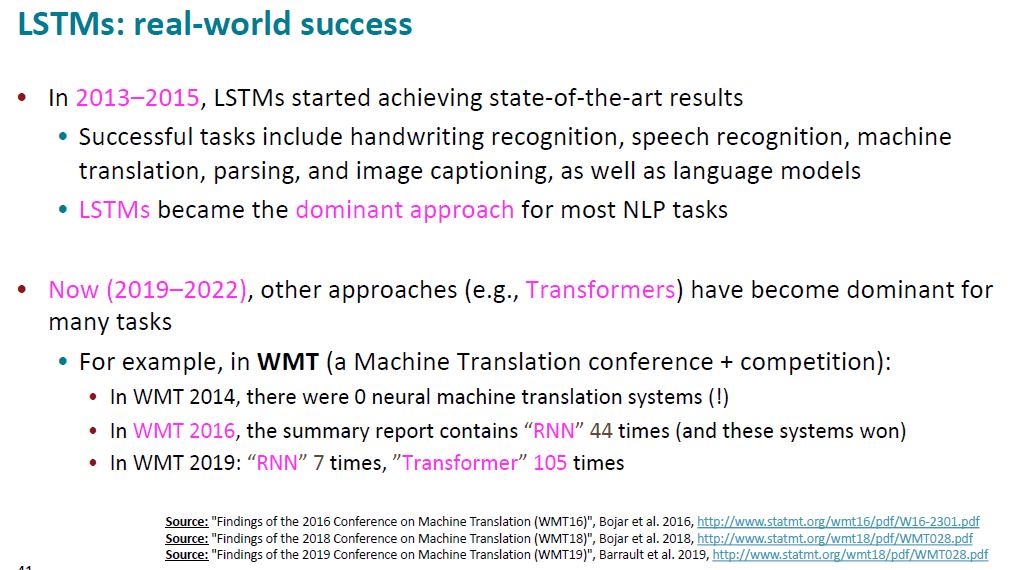 LSTMs: real-world success
• In 2013–2015, LSTMs started achieving state-of-the-art results
• Successful tasks include handwriting recognition, speech recognition, machine
translation, parsing, and image captioning, as well as language models
• LSTMs became the dominant approach for most NLP tasks
• Now (2019–2022), other approaches (e.g., Transformers) have become dominant for
many tasks
• For example, in WMT (a Machine Translation conference + competition):
• In WMT 2014, there were 0 neural machine translation systems (!)
• In WMT 2016, the summary report contains “RNN” 44 times (and these systems won)
• In WMT 2019: “RNN” 7 times, ”Transformer” 105 times
Source: "Findings of the 2016 Conference on Machine Translation (WMT16)", Bojar et al. 2016, http://www.statmt.org/wmt16/pdf/W16-2301.pdf
Source: "Findings of the 2018 Conference on Machine Translation (WMT18)", Bojar et al. 2018, http://www.statmt.org/wmt18/pdf/WMT028.pdf
Source: "Findings of the 2019 Conference on Machine Translation (WMT19)", Barrault et al. 2019, http://www.statmt.org/wmt18/pdf/WMT028.pdf